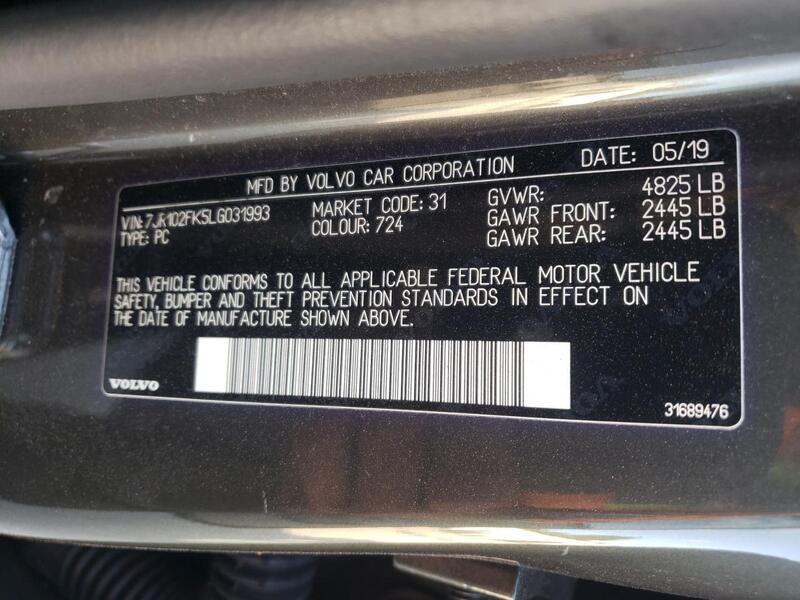 MFD BY VOLVO CAR CORPORATION DATE: 05/19
VIN: 7JR102FK5LG031993 MARKET CODE: 31 GVWR: 4825 LB
TYPE: PC COLOUR: 724 GAWR FRONT: 2445 LB
GAWR REAR: 2445 LB
THIS VEHICLE CONFORMS TO ALL APPLICABLE FEDERAL MOTOR VEHICLE
SAFETY, BUMPER AND THEFT PREVENTION STANDARDS IN EFFECT ON
THE DATE OF MANUFACTURE SHOWN ABOVE.
VOLVO
31689476